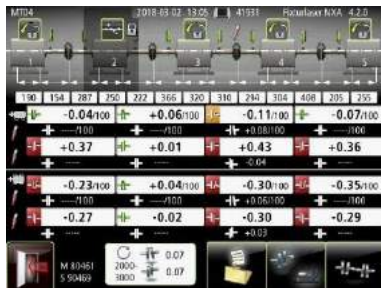 MT04 2018-03-02 13:05 41931 Fixturlaser NXA 4.2.0
1 2 3 4 5
190 154 287 250 222 366 320 310 294 304 408 205 255
-0.04/100 +0.06/100 -0.11/100 -0.07/100
---/100 ---/100 +0.08/100 ---/100
+0.37 +0.01 +0.43 +0.36
----- ----- -0.04 -----
-0.23/100 +0.04/100 -0.30/100 -0.35/100
---/100 ---/100 +0.06/100 ---/100
-0.27 -0.02 -0.30 -0.29
----- ----- +0.03 -----
M 80461
S 90469
2000-
3000
0.07
0.07